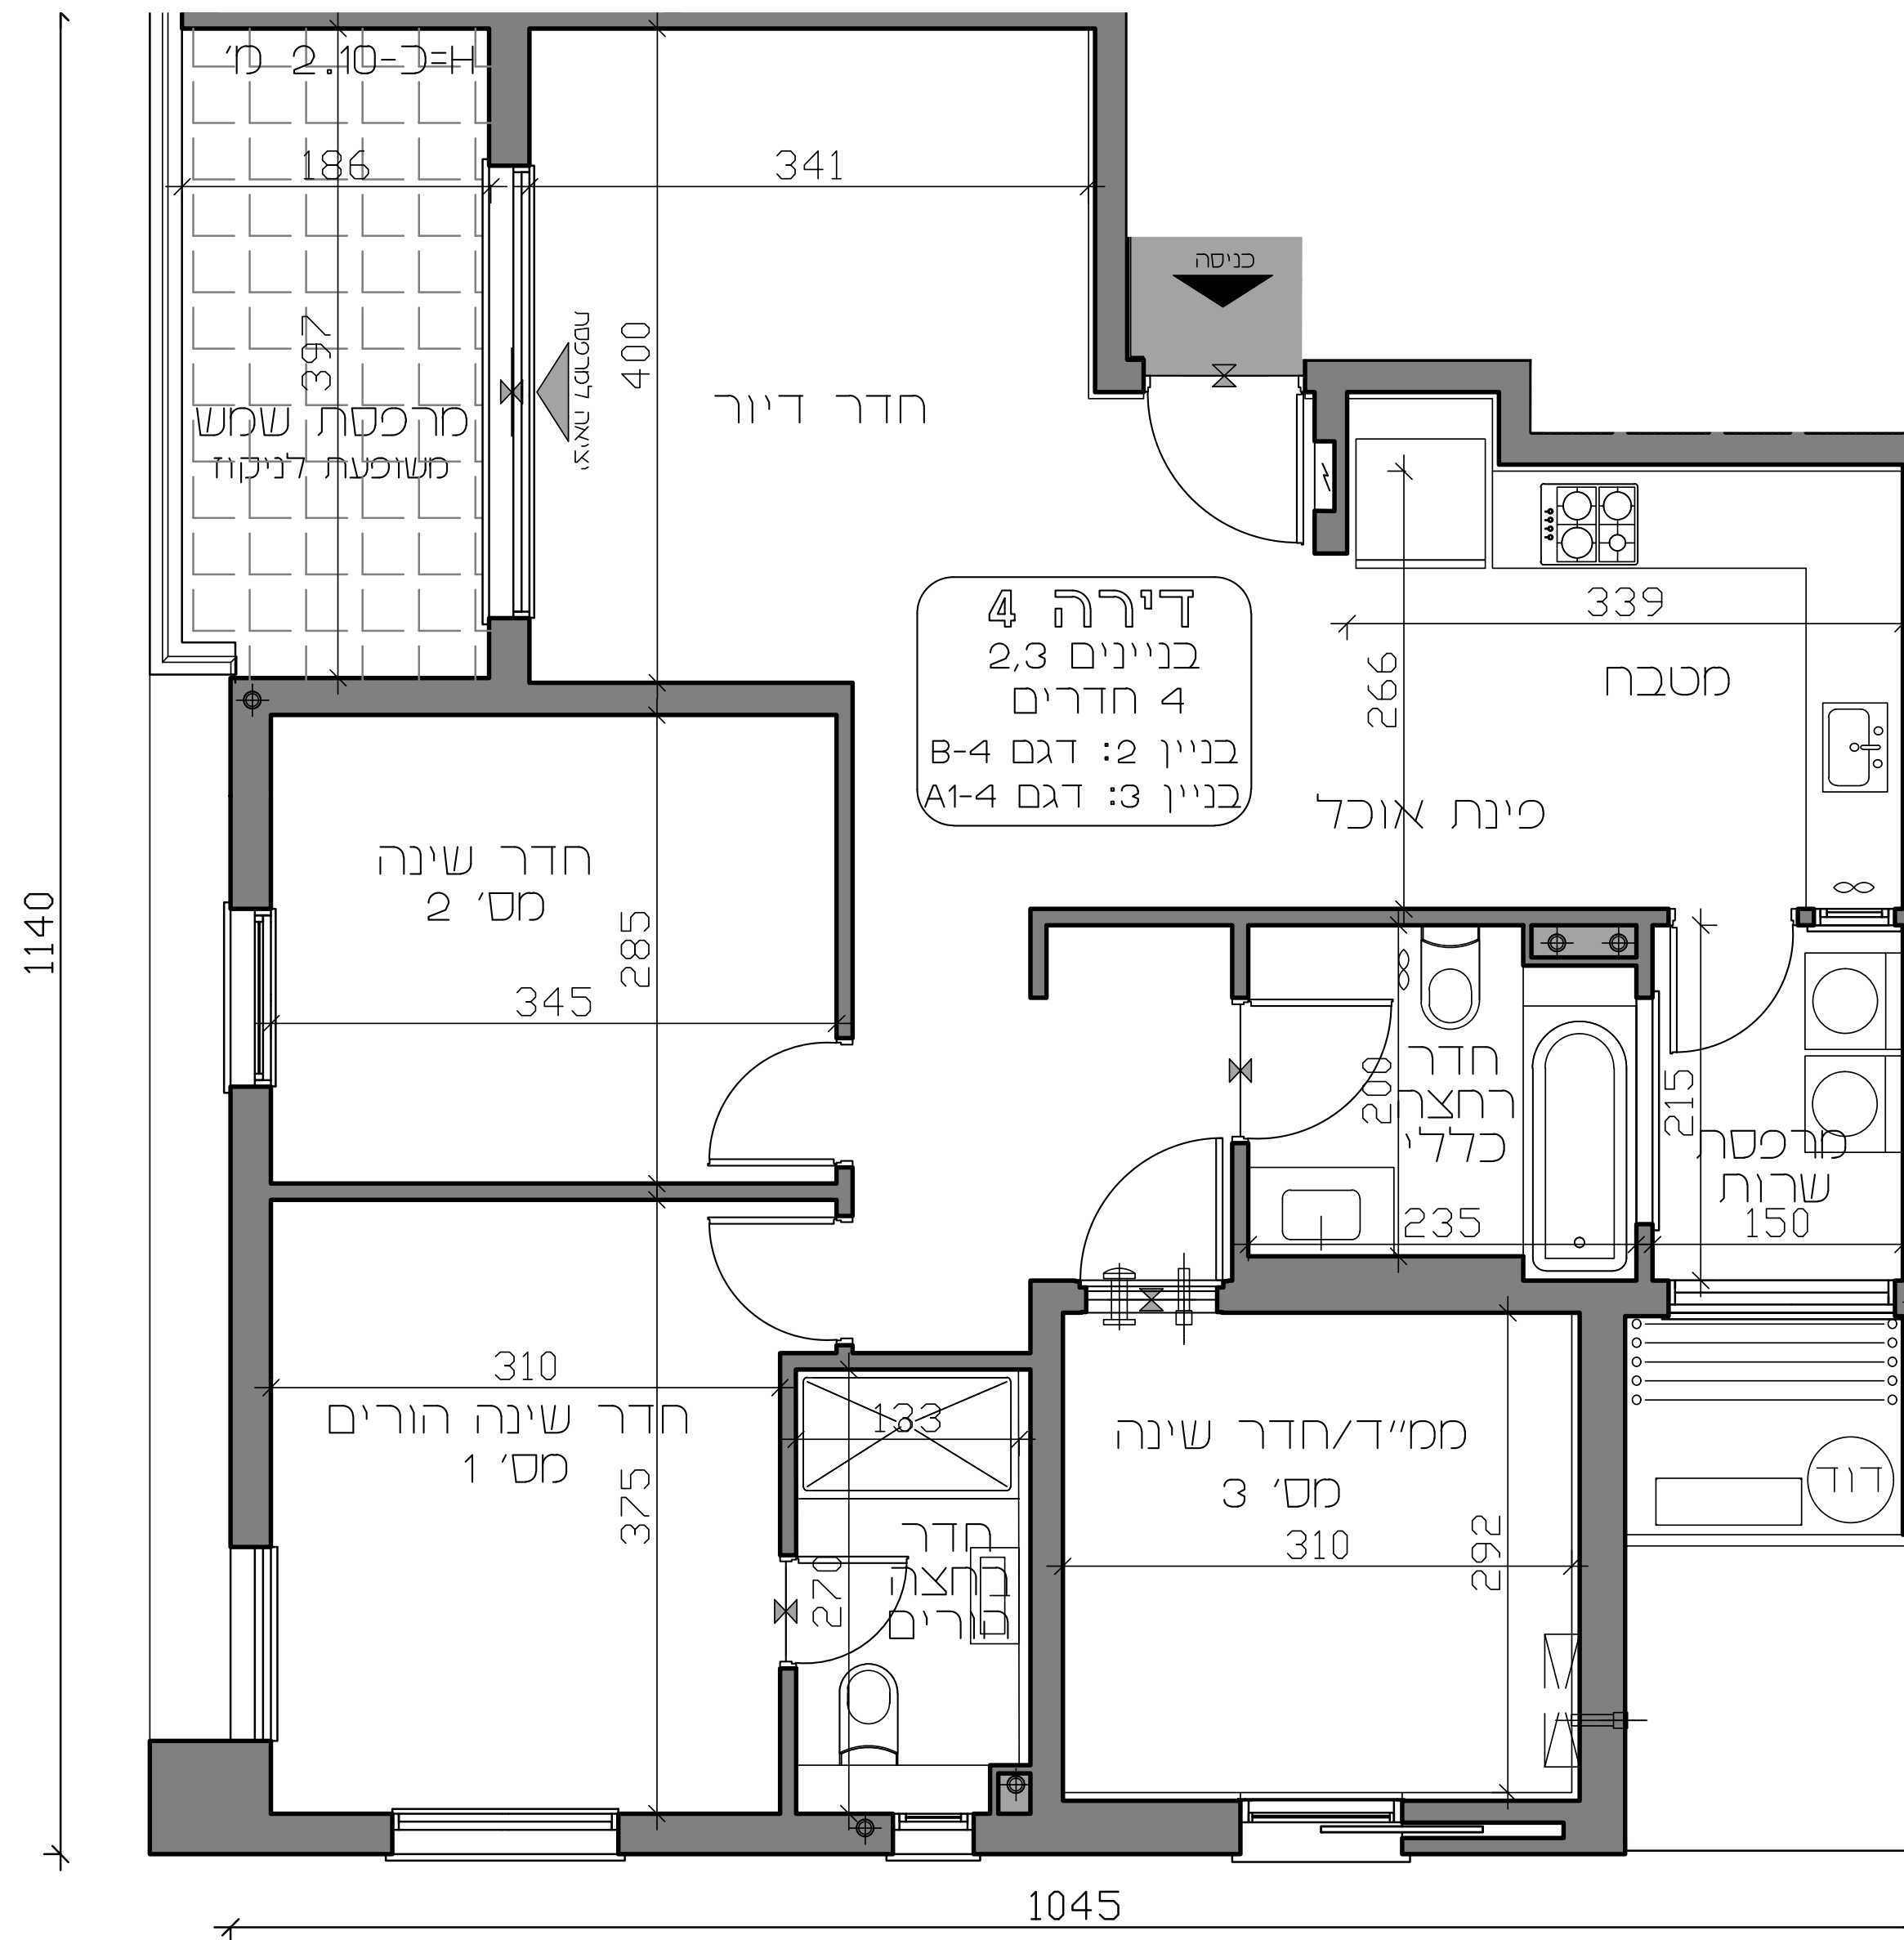 H=כ-2.10 מ'
186
341
כניסה
397
400
יציאה למרפסת
מרפסת שמש
משופעת לניקוז
חדר דיור
דירה 4
בניינים 2,3
4 חדרים
בניין 2: דגם B-4
בניין 3: דגם A1-4
339
266
מטבח
פינת אוכל
חדר שינה
מס' 2
285
345
1140
חדר
רחצה
כללי
200
215
235
מרפסת
שרות
150
310
חדר שינה הורים
מס' 1
375
133
חדר
רחצה
הורים
270
ממ"ד/חדר שינה
מס' 3
310
292
דוד
1045